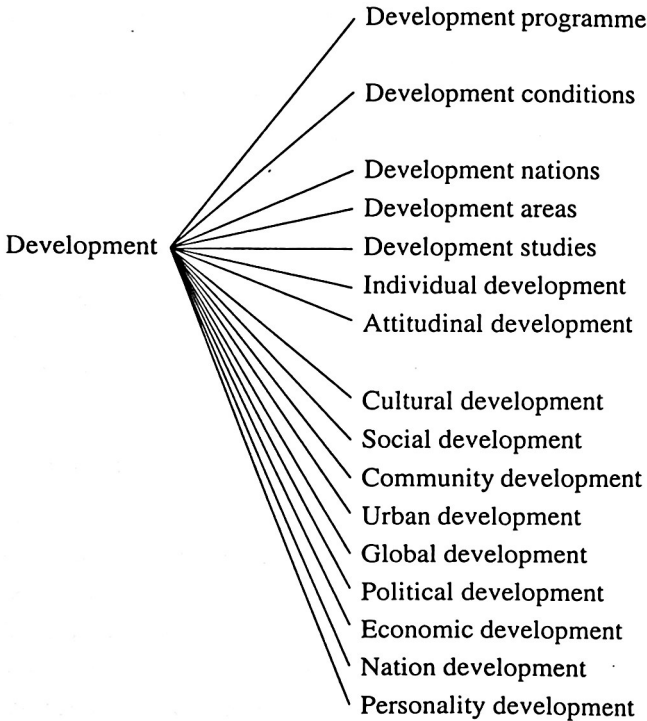 Development programme
Development conditions
Development nations
Development areas
Development
Development studies
Individual development
Attitudinal development
Cultural development
Social development
Community development
Urban development
Global development
Political development
Economic development
Nation development
Personality development